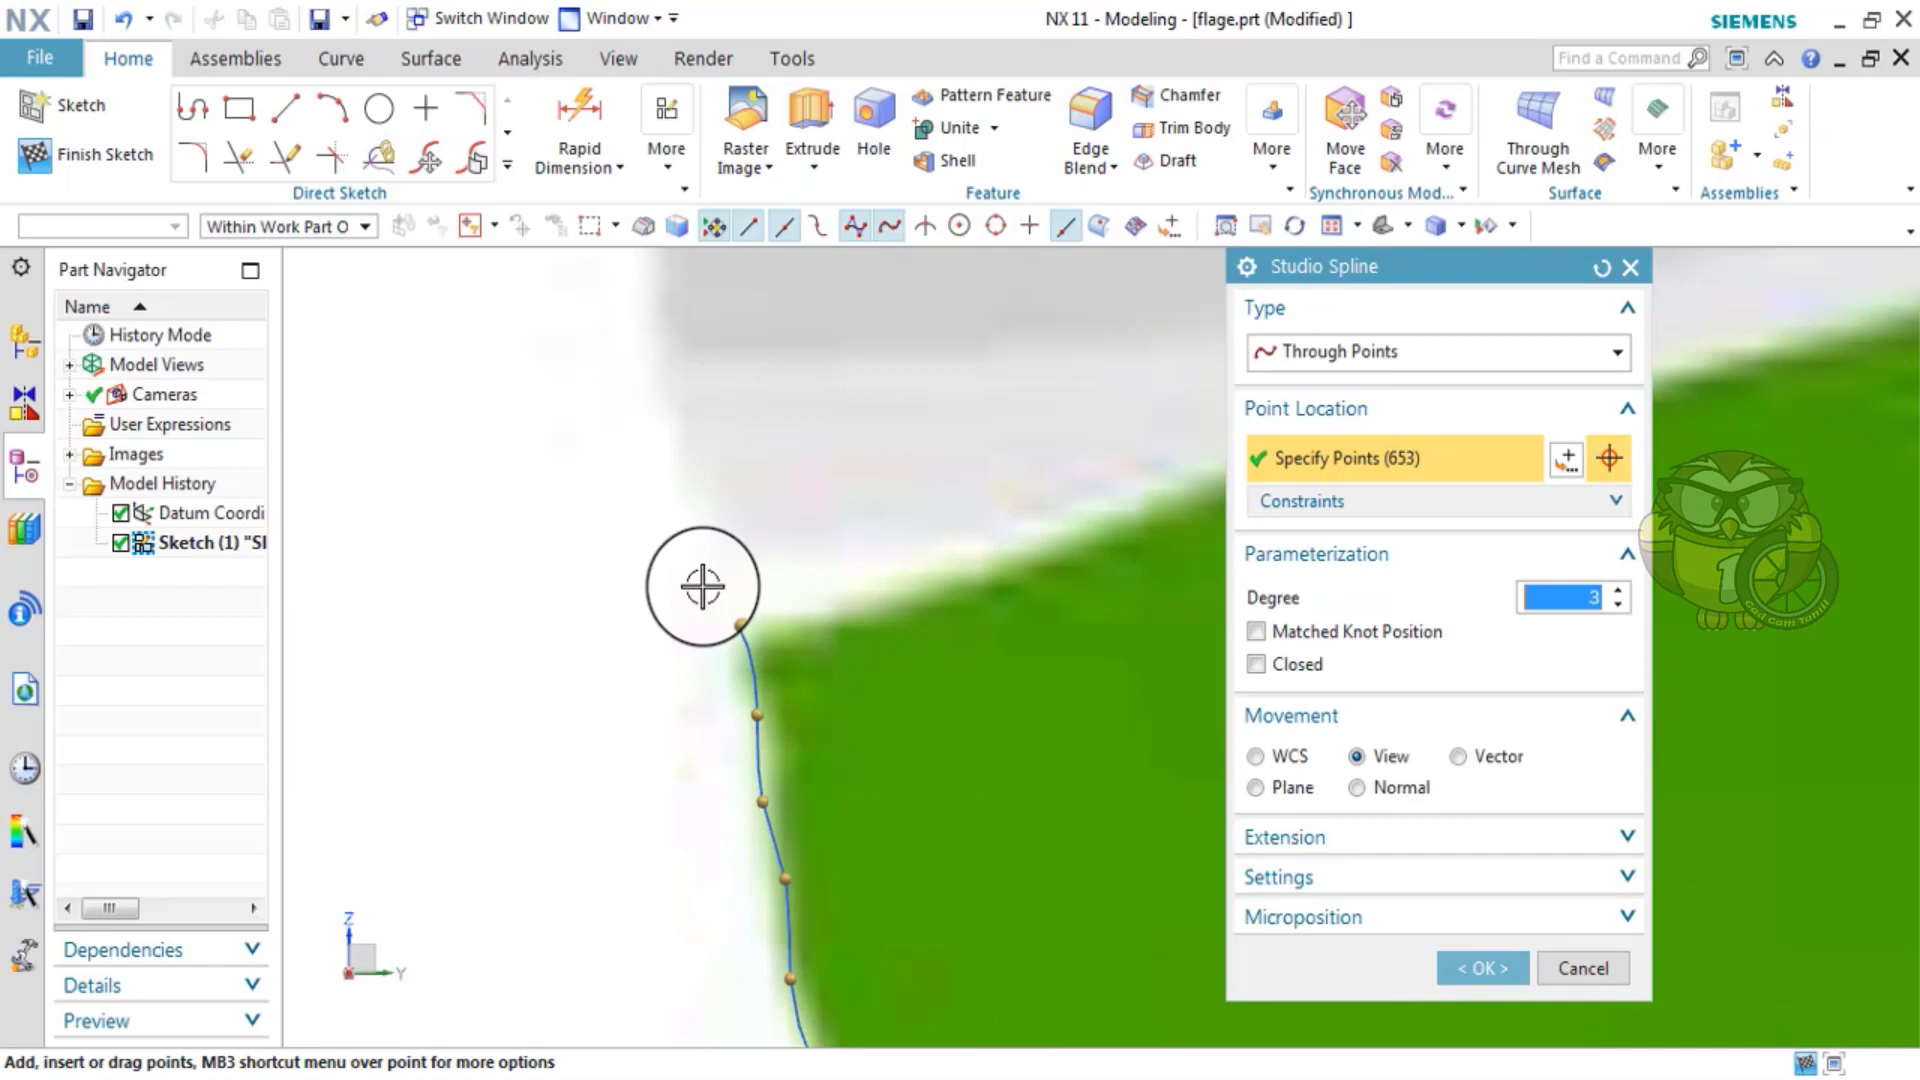 NX
Switch Window
Window
NX 11 - Modeling - [flage.prt (Modified) ]
SIEMENS
File
Home
Assemblies
Curve
Surface
Analysis
View
Render
Tools
Find a Command
Sketch
Finish Sketch
Direct Sketch
Rapid
Dimension
More
Raster
Image
Extrude
Hole
Pattern Feature
Unite
Shell
Edge
Blend
Chamfer
Trim Body
Draft
More
Feature
Move
Face
More
Synchronous Mod...
Through
Curve Mesh
More
Surface
Assemblies
Within Work Part O
Part Navigator
Name
History Mode
Model Views
Cameras
User Expressions
Images
Model History
Datum Coordi
Sketch (1) "SI
Dependencies
Details
Preview
Z
Y
Studio Spline
Type
Through Points
Point Location
Specify Points (653)
Constraints
Parameterization
Degree
3
Matched Knot Position
Closed
Movement
WCS
View
Vector
Plane
Normal
Extension
Settings
Microposition
< OK >
Cancel
1
Cad Cam Tamil
Add, insert or drag points, MB3 shortcut menu over point for more options